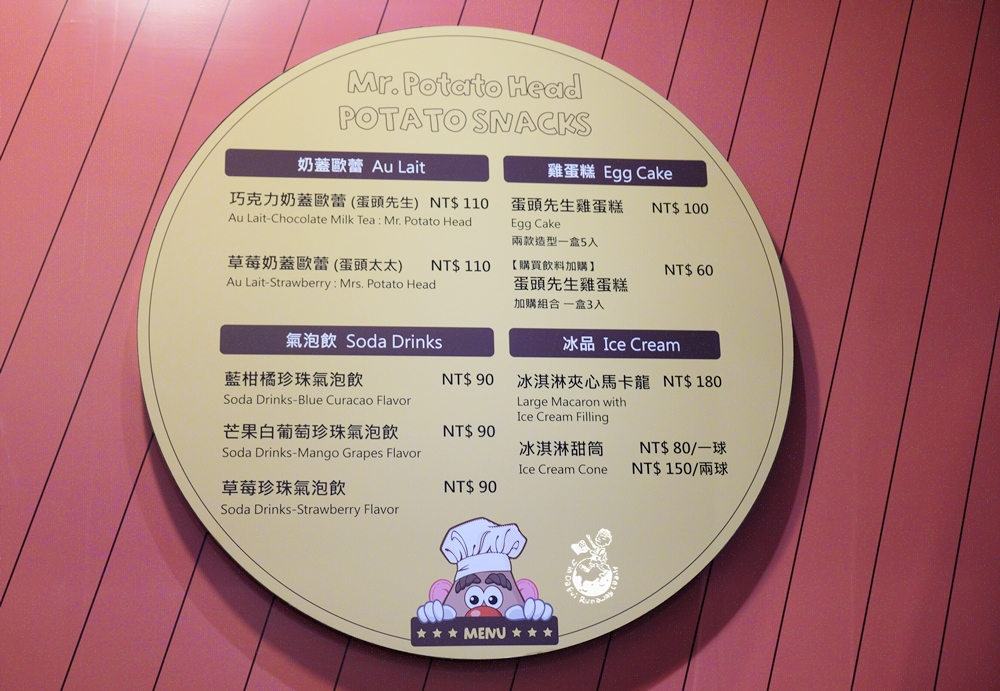 Mr. Potato Head
POTATO SNACKS
奶蓋歐蕾 Au Lait
巧克力奶蓋歐蕾 (蛋頭先生) NT$ 110
Au Lait-Chocolate Milk Tea : Mr. Potato Head
草莓奶蓋歐蕾 (蛋頭太太) NT$ 110
Au Lait-Strawberry : Mrs. Potato Head
雞蛋糕 Egg Cake
蛋頭先生雞蛋糕 NT$ 100
Egg Cake
兩款造型一盒5入
【購買飲料加購】
蛋頭先生雞蛋糕 NT$ 60
加購組合 一盒3入
氣泡飲 Soda Drinks
藍柑橘珍珠氣泡飲 NT$ 90
Soda Drinks-Blue Curacao Flavor
芒果白葡萄珍珠氣泡飲 NT$ 90
Soda Drinks-Mango Grapes Flavor
草莓珍珠氣泡飲 NT$ 90
Soda Drinks-Strawberry Flavor
冰品 Ice Cream
冰淇淋夾心馬卡龍 NT$ 180
Large Macaron with
Ice Cream Filling
冰淇淋甜筒 NT$ 80/一球
Ice Cream Cone NT$ 150/兩球
★ ★ ★ MENU ★ ★ ★